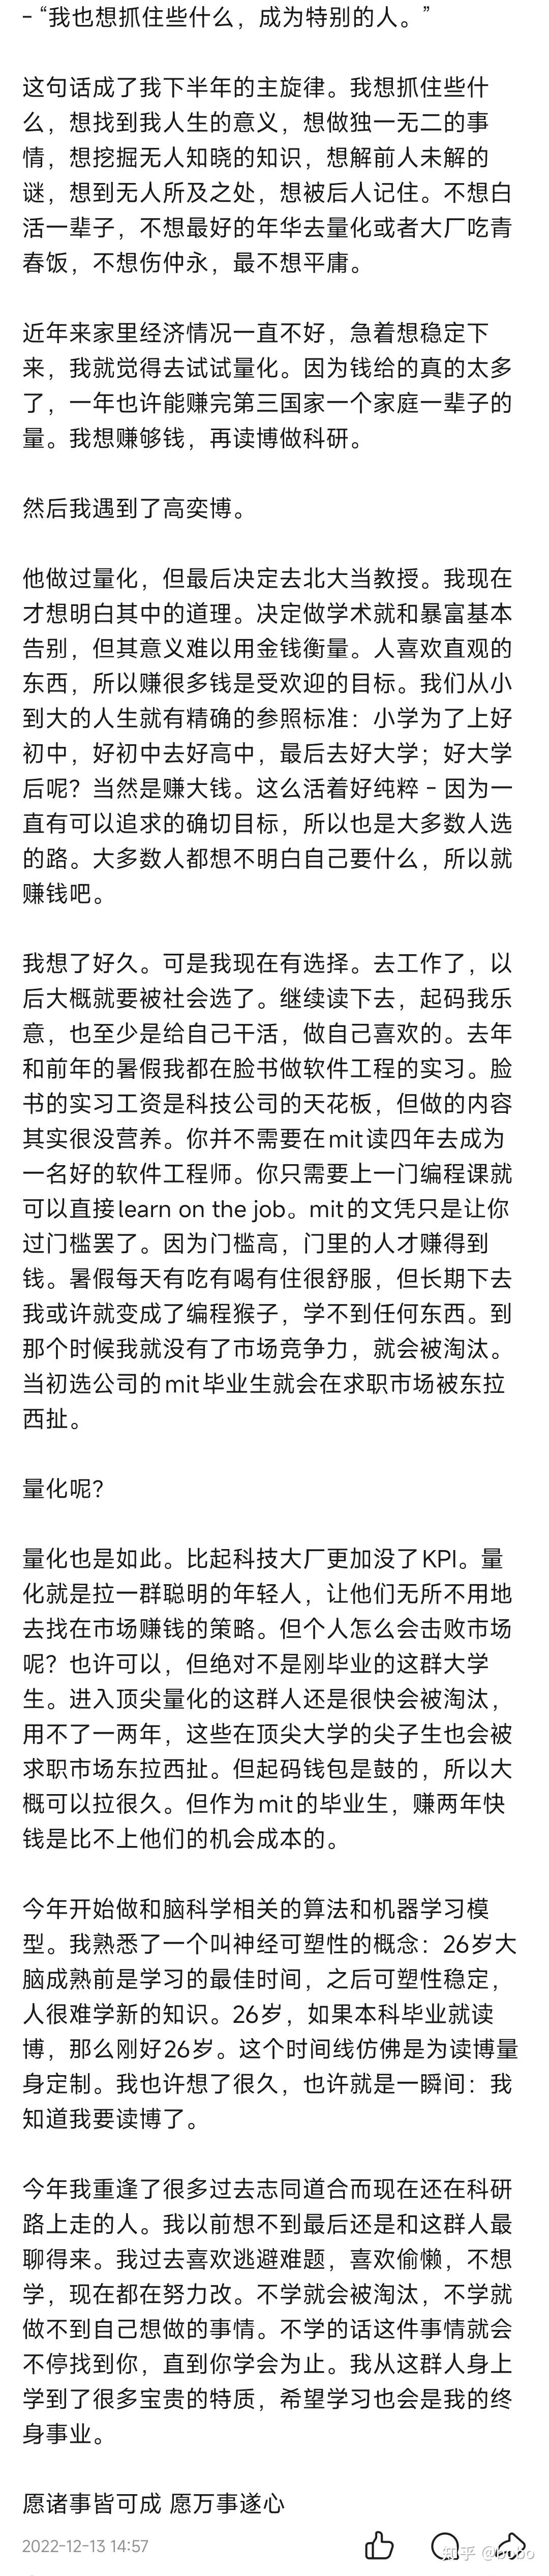 - “我也想抓住些什么，成为特别的人。”
这句话成了我下半年的主旋律。我想抓住些什
么，想找到我人生的意义，想做独一无二的事
情，想挖掘无人知晓的知识，想解前人未解的
谜，想到无人所及之处，想被后人记住。不想白
活一辈子，不想最好的年华去量化或者大厂吃青
春饭，不想伤仲永，最不想平庸。
近年来家里经济情况一直不好，急着想稳定下
来，我就觉得去试试量化。因为钱给的真的太多
了，一年也许能赚完第三国家一个家庭一辈子的
量。我想赚够钱，再读博做科研。
然后我遇到了高奕博。
他做过量化，但最后决定去北大当教授。我现在
才想明白其中的道理。决定做学术就和暴富基本
告别，但其意义难以用金钱衡量。人喜欢直观的
东西，所以赚很多钱是受欢迎的目标。我们从小
到大的人生就有精确的参照标准：小学为了上好
初中，好初中去好高中，最后去好大学；好大学
后呢？当然是赚大钱。这么活着好纯粹 - 因为一
直有可以追求的确切目标，所以也是大多数人选
的路。大多数人都想不明白自己要什么，所以就
赚钱吧。
我想了好久。可是我现在有选择。去工作了，以
后大概就要被社会选了。继续读下去，起码我乐
意，也至少是给自己干活，做自己喜欢的。去年
和前年的暑假我都在脸书做软件工程的实习。脸
书的实习工资是科技公司的天花板，但做的内容
其实很没营养。你并不需要在mit读四年去成为
一名好的软件工程师。你只需要上一门编程课就
可以直接learn on the job。mit的文凭只是让你
过门槛罢了。因为门槛高，门里的人才赚得到
钱。暑假每天有吃有喝有住很舒服，但长期下去
我或许就变成了编程猴子，学不到任何东西。到
那个时候我就没有了市场竞争力，就会被淘汰。
当初选公司的mit毕业生就会在求职市场被东拉
西扯。
量化呢？
量化也是如此。比起科技大厂更加没了KPI。量
化就是拉一群聪明的年轻人，让他们无所不用地
去找在市场赚钱的策略。但个人怎么会击败市场
呢？也许可以，但绝对不是刚毕业的这群大学
生。进入顶尖量化的这群人还是很快会被淘汰，
用不了一两年，这些在顶尖大学的尖子生也会被
求职市场东拉西扯。但起码钱包是鼓的，所以大
概可以拉很久。但作为mit的毕业生，赚两年快
钱是比不上他们的机会成本的。
今年开始做和脑科学相关的算法和机器学习模
型。我熟悉了一个叫神经可塑性的概念：26岁大
脑成熟前是学习的最佳时间，之后可塑性稳定，
人很难学新的知识。26岁，如果本科毕业就读
博，那么刚好26岁。这个时间线仿佛是为读博量
身定制。我也许想了很久，也许就是一瞬间：我
知道我要读博了。
今年我重逢了很多过去志同道合而现在还在科研
路上走的人。我以前想不到最后还是和这群人最
聊得来。我过去喜欢逃避难题，喜欢偷懒，不想
学，现在都在努力改。不学就会被淘汰，不学就
做不到自己想做的事情。不学的话这件事情就会
不停找到你，直到你学会为止。我从这群人身上
学到了很多宝贵的特质，希望学习也会是我的终
身事业。
愿诸事皆可成 愿万事遂心
2022-12-13 14:57
知乎 @bobo